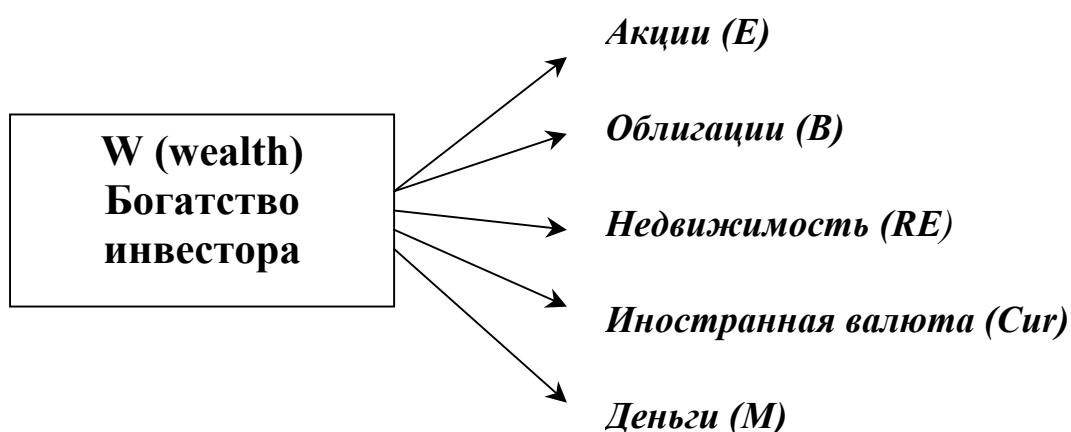 W (wealth)
Богатство
инвестора
Акции (E)
Облигации (B)
Недвижимость (RE)
Иностранная валюта (Cur)
Деньги (M)